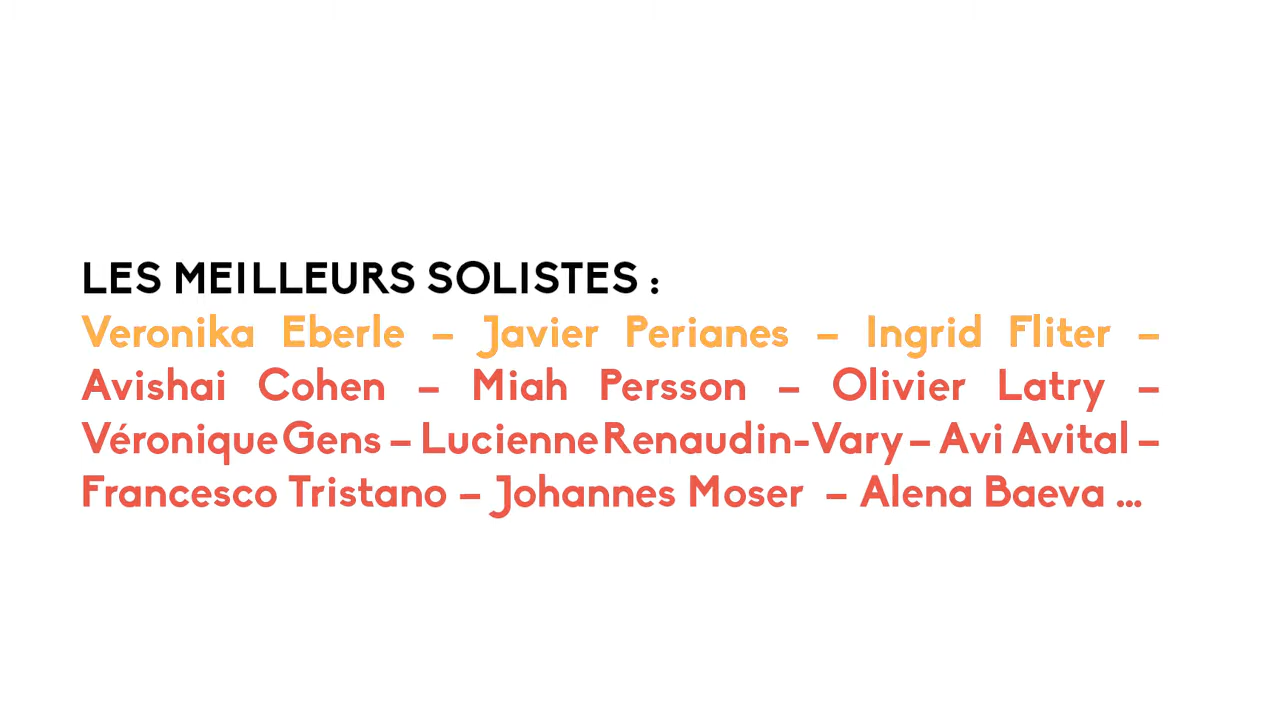 LES MEILLEURS SOLISTES :
Veronika Eberle – Javier Perianes – Ingrid Fliter –
Avishai Cohen – Miah Persson – Olivier Latry –
Véronique Gens – Lucienne Renaudin-Vary – Avi Avital –
Francesco Tristano – Johannes Moser – Alena Baeva ...